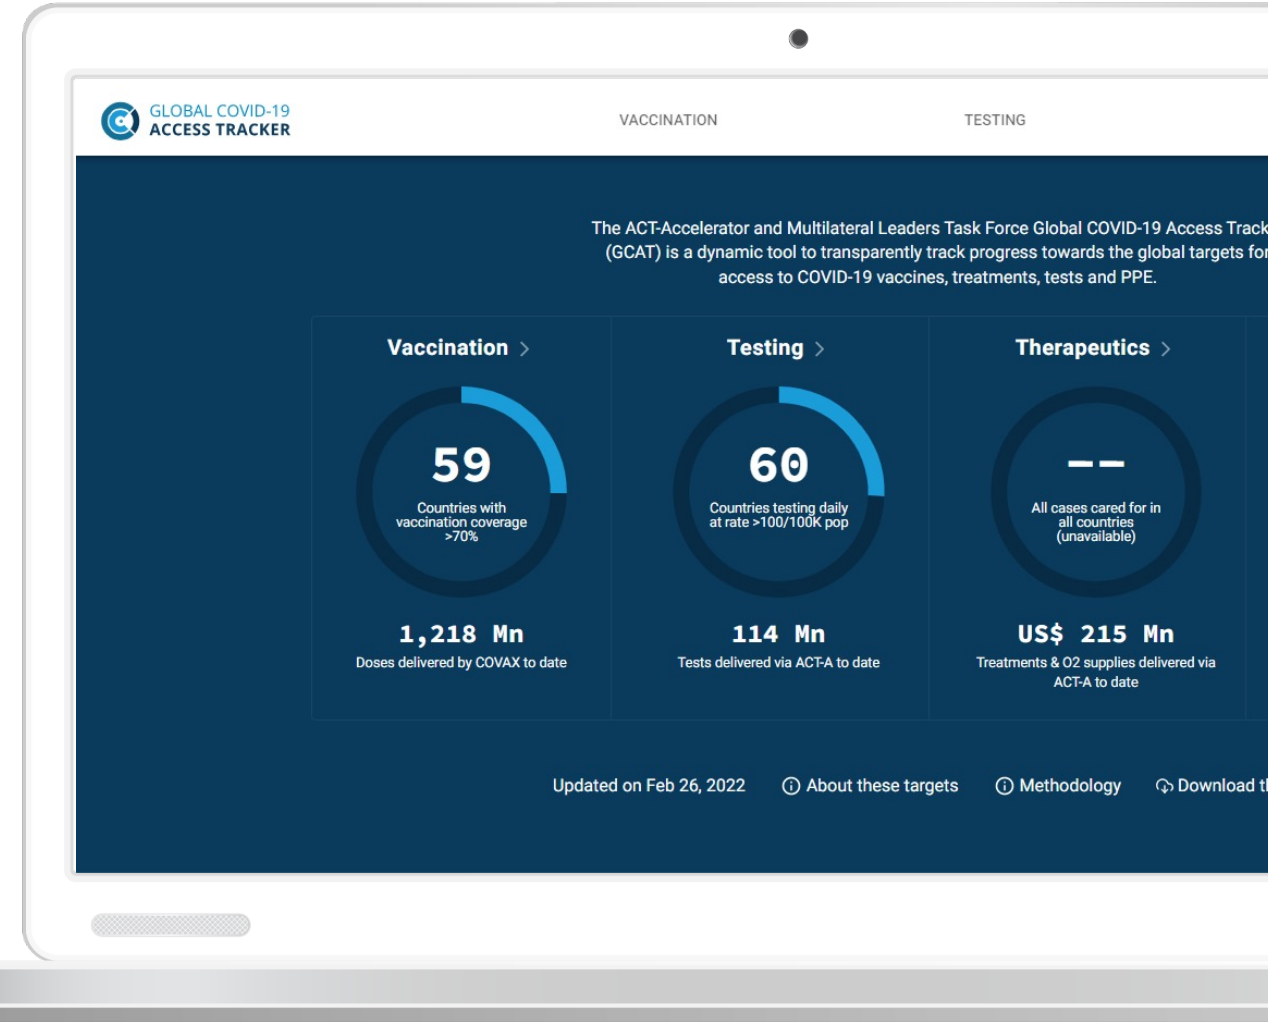 GLOBAL COVID-19
ACCESS TRACKER
VACCINATION
TESTING
The ACT-Accelerator and Multilateral Leaders Task Force Global COVID-19 Access Track
(GCAT) is a dynamic tool to transparently track progress towards the global targets for
access to COVID-19 vaccines, treatments, tests and PPE.
Vaccination >
59
Countries with
vaccination coverage
>70%
1,218 Mn
Doses delivered by COVAX to date
Testing >
60
Countries testing daily
at rate >100/100K pop
114 Mn
Tests delivered via ACT-A to date
Therapeutics >
--
All cases cared for in
all countries
(unavailable)
US$ 215 Mn
Treatments & O2 supplies delivered via
ACT-A to date
Updated on Feb 26, 2022
About these targets
Methodology
Download t